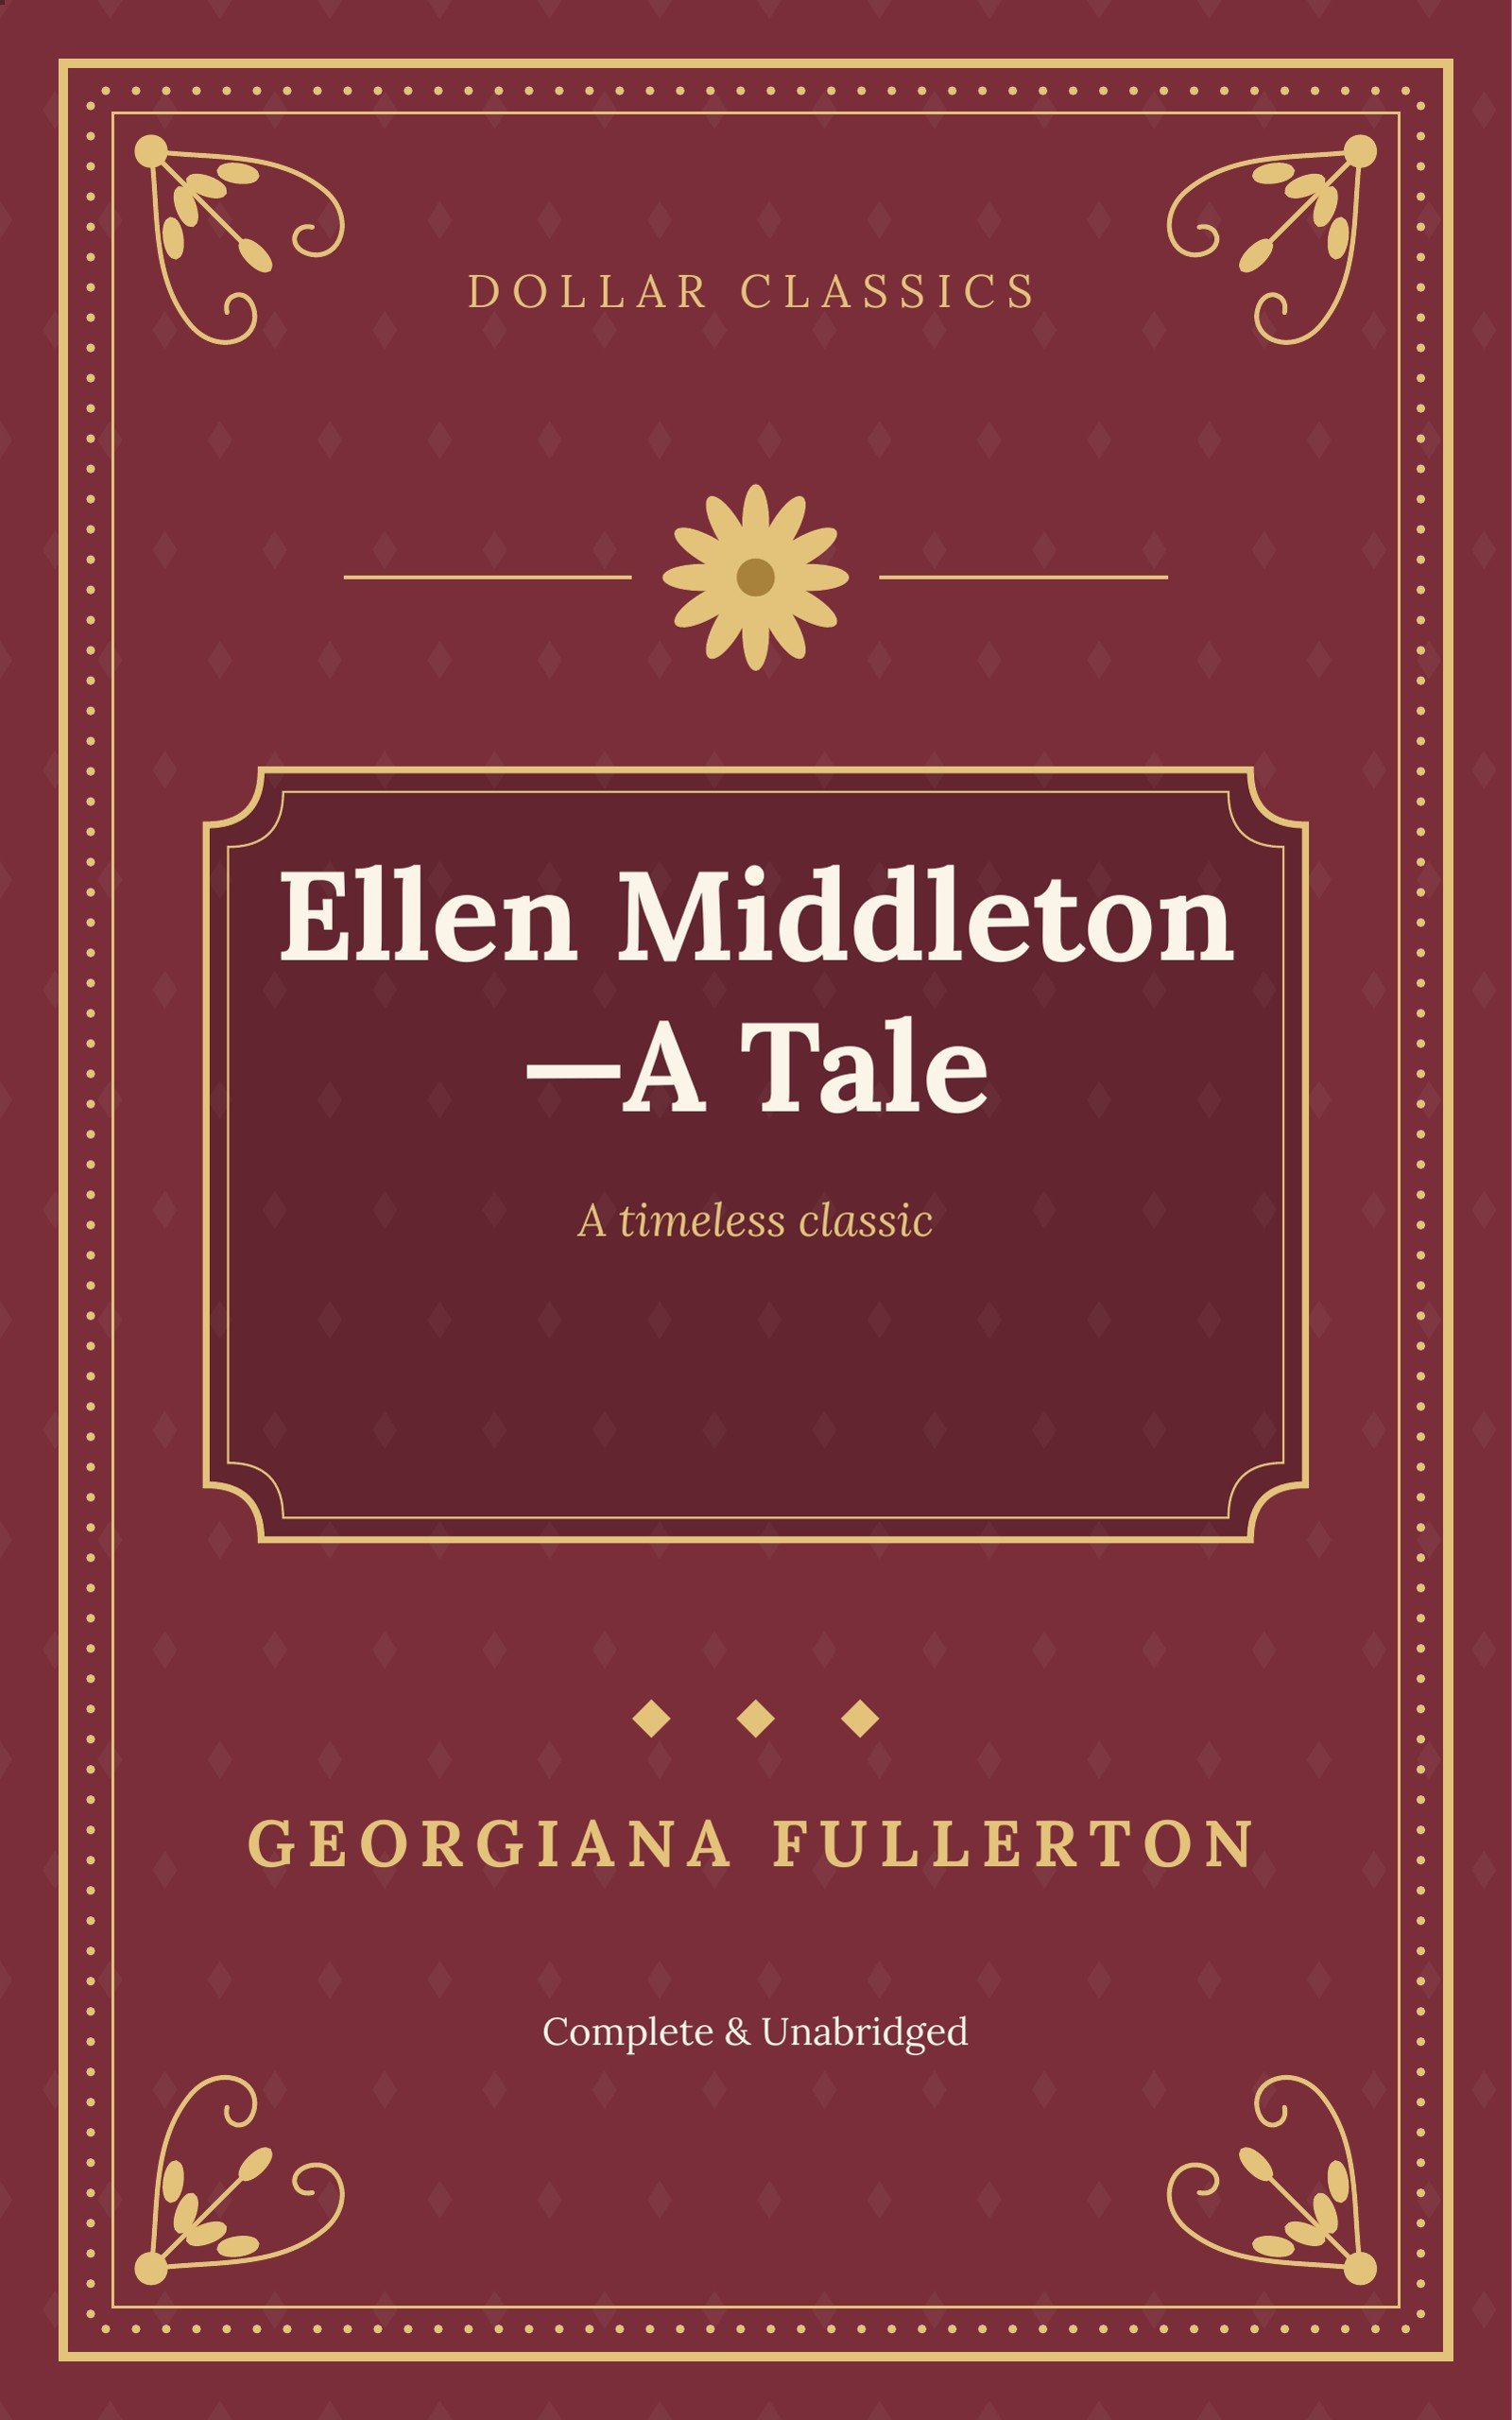 DOLLAR CLASSICS
Ellen Middleton
—A Tale
A timeless classic
GEORGIANA FULLERTON
Complete & Unabridged